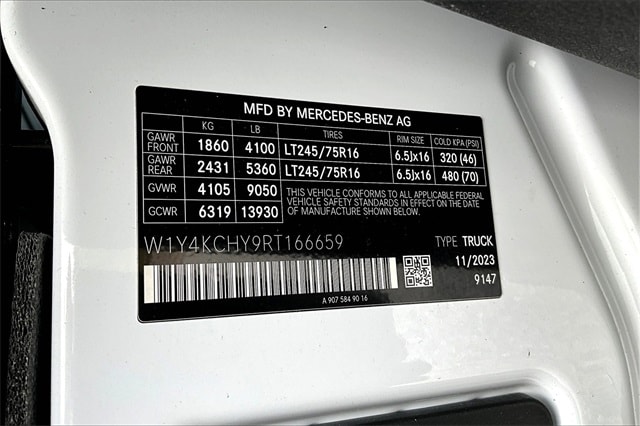 MFD BY MERCEDES-BENZ AG
KG LB TIRES RIM SIZE COLD KPA (PSI)
GAWR FRONT 1860 4100 LT245/75R16 6.5Jx16 320 (46)
GAWR REAR 2431 5360 LT245/75R16 6.5Jx16 480 (70)
GVWR 4105 9050 THIS VEHICLE CONFORMS TO ALL APPLICABLE FEDERAL
GCWR 6319 13930 VEHICLE SAFETY STANDARDS IN EFFECT ON THE DATE
OF MANUFACTURE SHOWN ABOVE.
W1Y4KCHY9RT166659 TYPE TRUCK
11/2023
9147
A 907 584 90 16